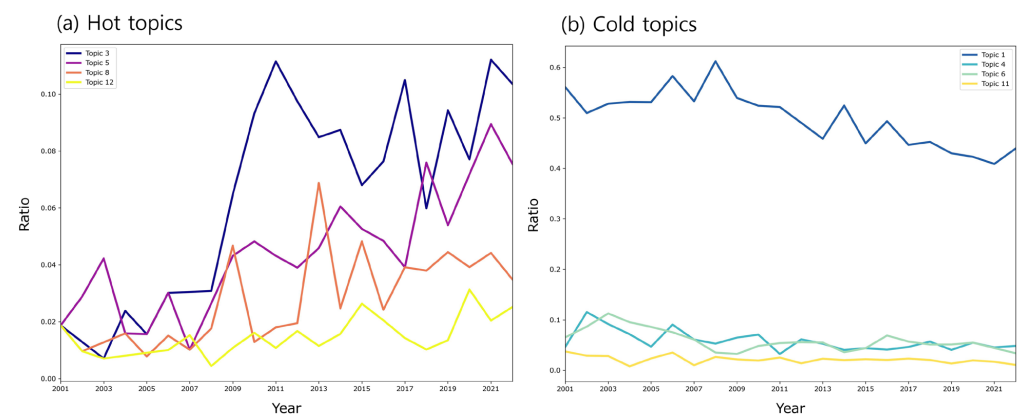 (a) Hot topics
Topic 3
Topic 5
Topic 8
Topic 12
Ratio
0.10
0.08
0.06
0.04
0.02
0.00
2001 2003 2005 2007 2009 2011 2013 2015 2017 2019 2021
Year
(b) Cold topics
Topic 1
Topic 4
Topic 6
Topic 11
Ratio
0.6
0.5
0.4
0.3
0.2
0.1
0.0
2001 2003 2005 2007 2009 2011 2013 2015 2017 2019 2021
Year